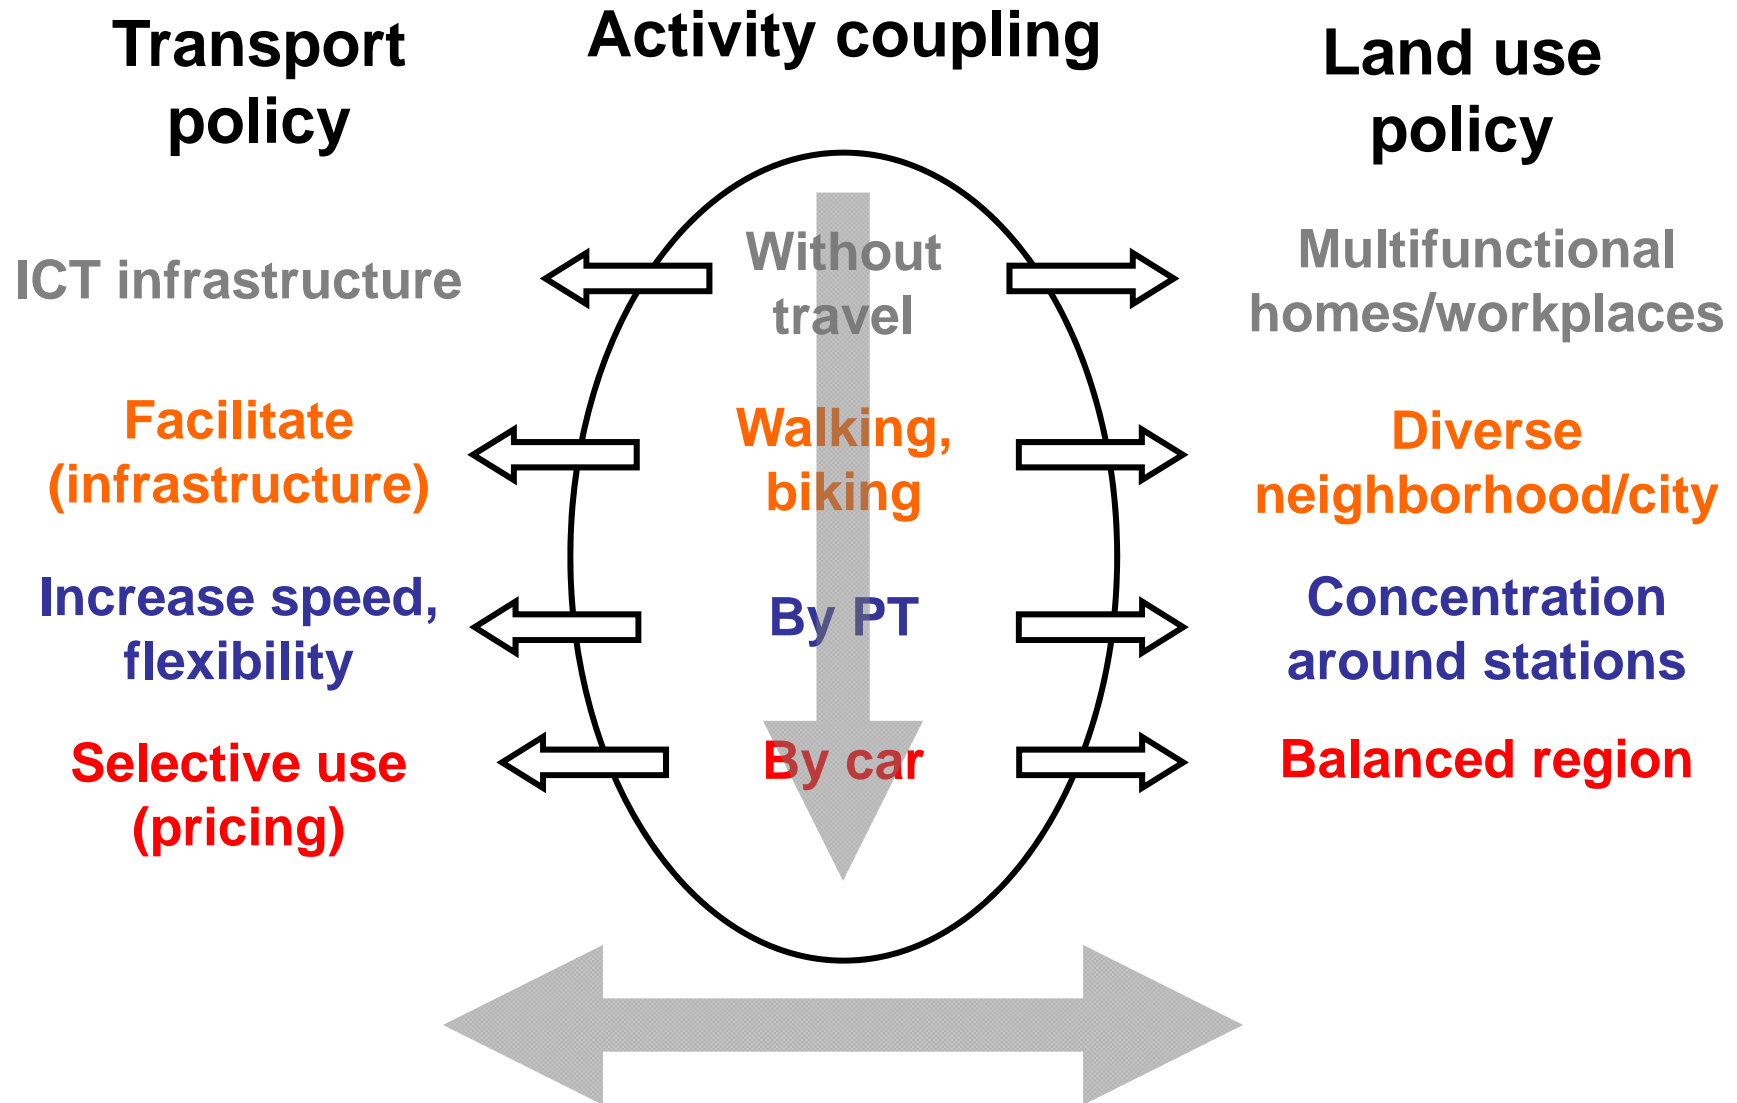 Transport
policy
Activity coupling
Land use
policy
ICT infrastructure
Without
travel
Multifunctional
homes/workplaces
Facilitate
(infrastructure)
Walking,
biking
Diverse
neighborhood/city
Increase speed,
flexibility
By PT
Concentration
around stations
Selective use
(pricing)
By car
Balanced region